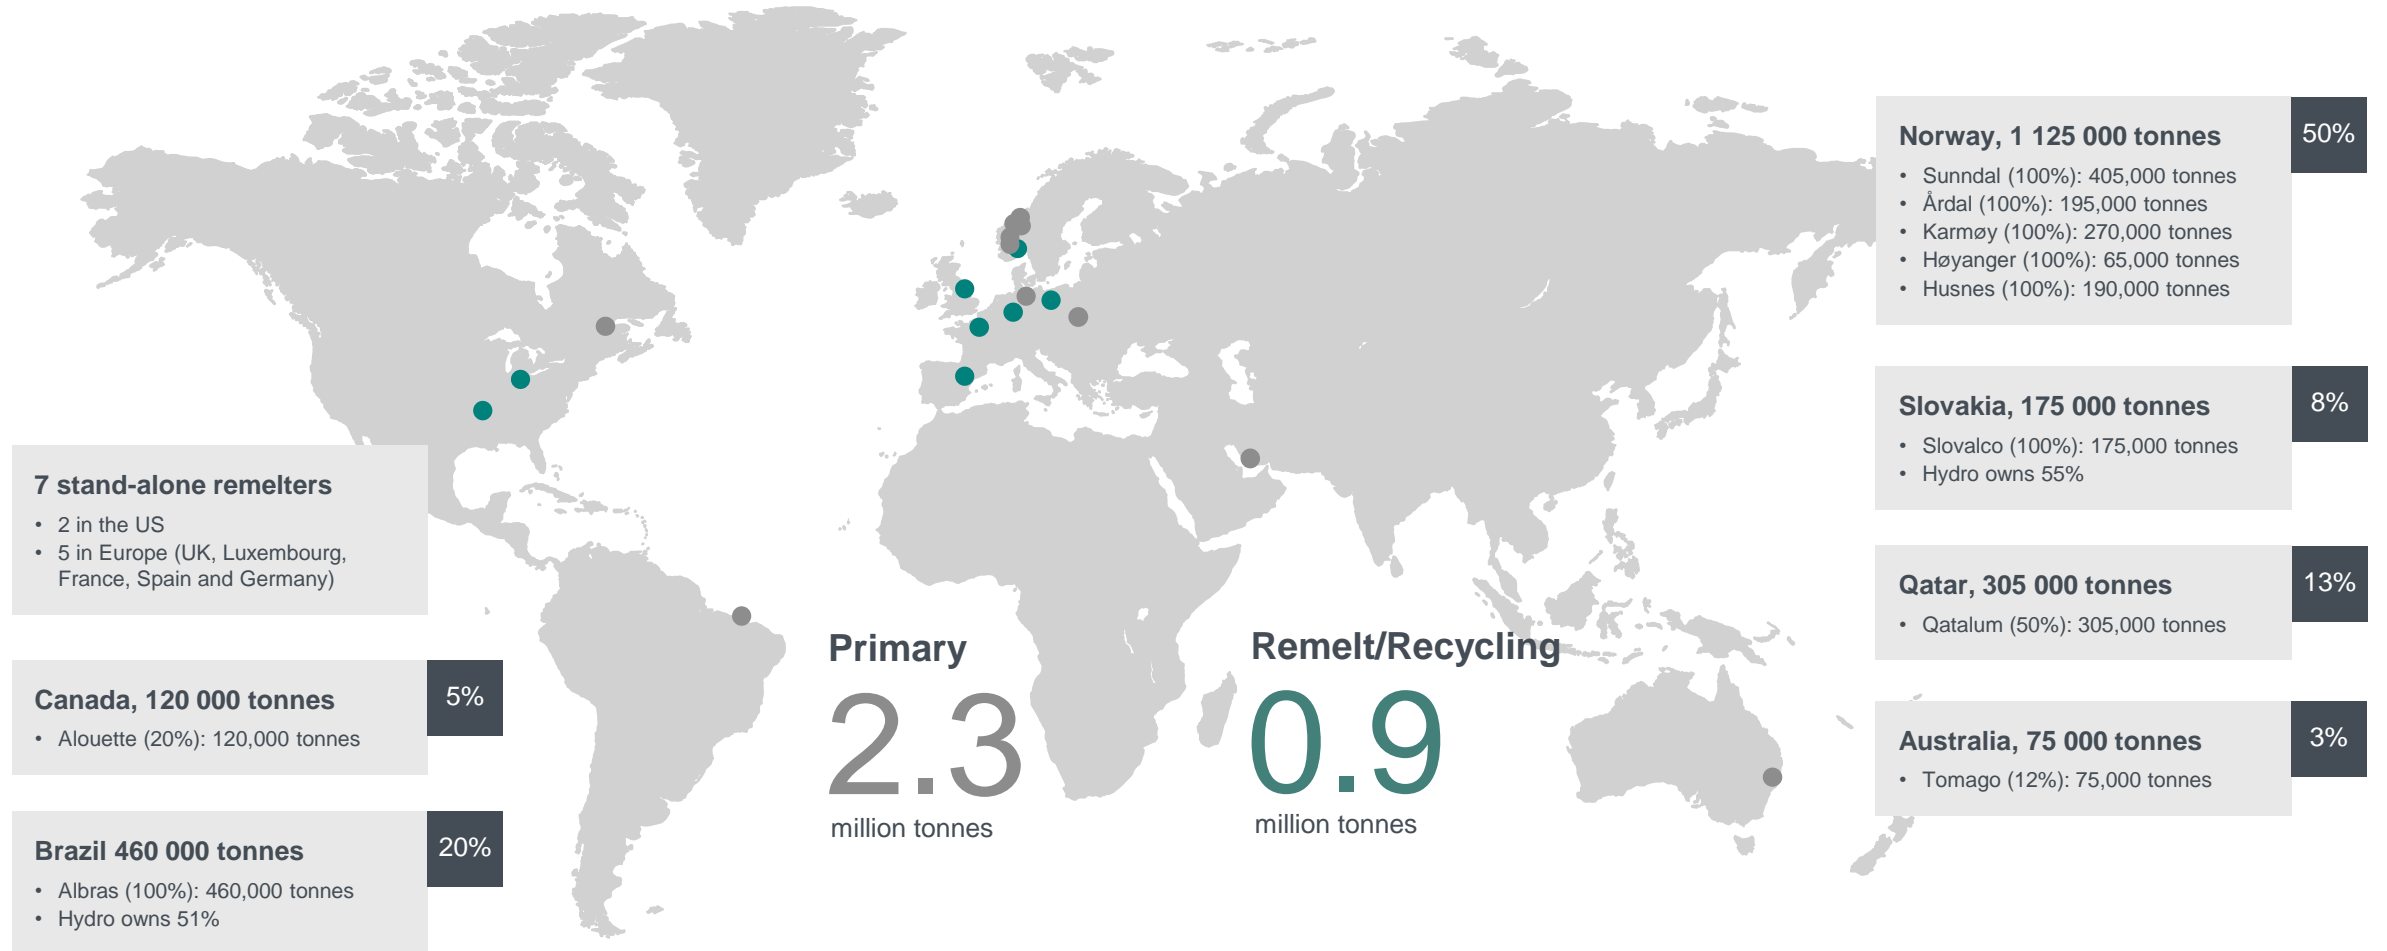 7 stand-alone remelters
• 2 in the US
• 5 in Europe (UK, Luxembourg,
France, Spain and Germany)
Canada, 120 000 tonnes
5%
• Alouette (20%): 120,000 tonnes
Brazil 460 000 tonnes
20%
• Albras (100%): 460,000 tonnes
• Hydro owns 51%
Primary
2.3
million tonnes
Remelt/Recycling
0.9
million tonnes
Norway, 1 125 000 tonnes
50%
• Sunndal (100%): 405,000 tonnes
• Årdal (100%): 195,000 tonnes
• Karmøy (100%): 270,000 tonnes
• Høyanger (100%): 65,000 tonnes
• Husnes (100%): 190,000 tonnes
Slovakia, 175 000 tonnes
8%
• Slovalco (100%): 175,000 tonnes
• Hydro owns 55%
Qatar, 305 000 tonnes
13%
• Qatalum (50%): 305,000 tonnes
Australia, 75 000 tonnes
3%
• Tomago (12%): 75,000 tonnes